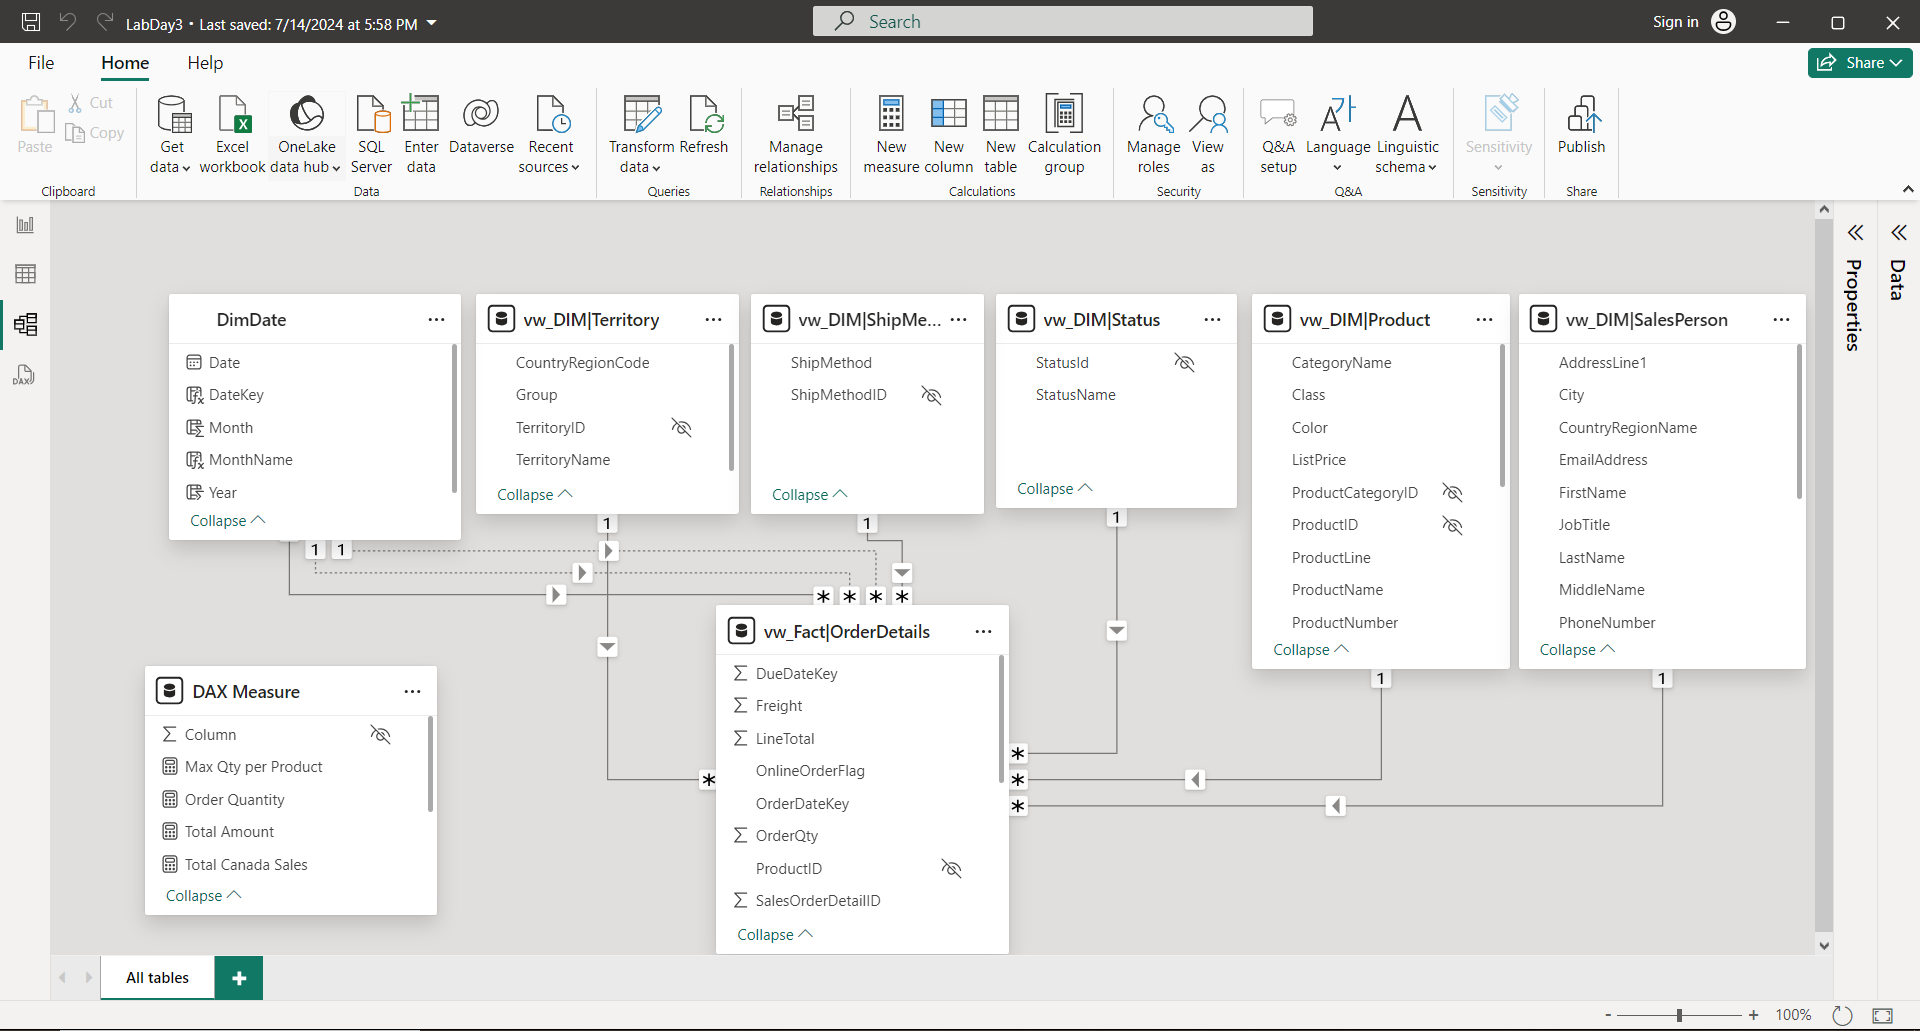 LabDay3 • Last saved: 7/14/2024 at 5:58 PM
Search
Sign in
File
Home
Help
Share
Paste
Cut
Copy
Clipboard
Get data
Excel workbook
OneLake data hub
SQL Server
Enter data
Dataverse
Recent sources
Data
Transform data
Refresh
Queries
Manage relationships
Relationships
New measure
New column
New table
Calculation group
Calculations
Manage roles
View as
Security
Q&A setup
Language
Linguistic schema
Q&A
Sensitivity
Sensitivity
Publish
Share
Properties
Data
DAX
DimDate
Date
DateKey
Month
MonthName
Year
Collapse
vw_DIM|Territory
CountryRegionCode
Group
TerritoryID
TerritoryName
Collapse
vw_DIM|ShipMe...
ShipMethod
ShipMethodID
Collapse
vw_DIM|Status
StatusId
StatusName
Collapse
vw_DIM|Product
CategoryName
Class
Color
ListPrice
ProductCategoryID
ProductID
ProductLine
ProductName
ProductNumber
Collapse
vw_DIM|SalesPerson
AddressLine1
City
CountryRegionName
EmailAddress
FirstName
JobTitle
LastName
MiddleName
PhoneNumber
Collapse
1
1
1
1
1
1
1
* * * *
vw_Fact|OrderDetails
DueDateKey
Freight
LineTotal
OnlineOrderFlag
OrderDateKey
OrderQty
ProductID
SalesOrderDetailID
Collapse
*
*
*
*
DAX Measure
Column
Max Qty per Product
Order Quantity
Total Amount
Total Canada Sales
Collapse
All tables
+
- + 100%